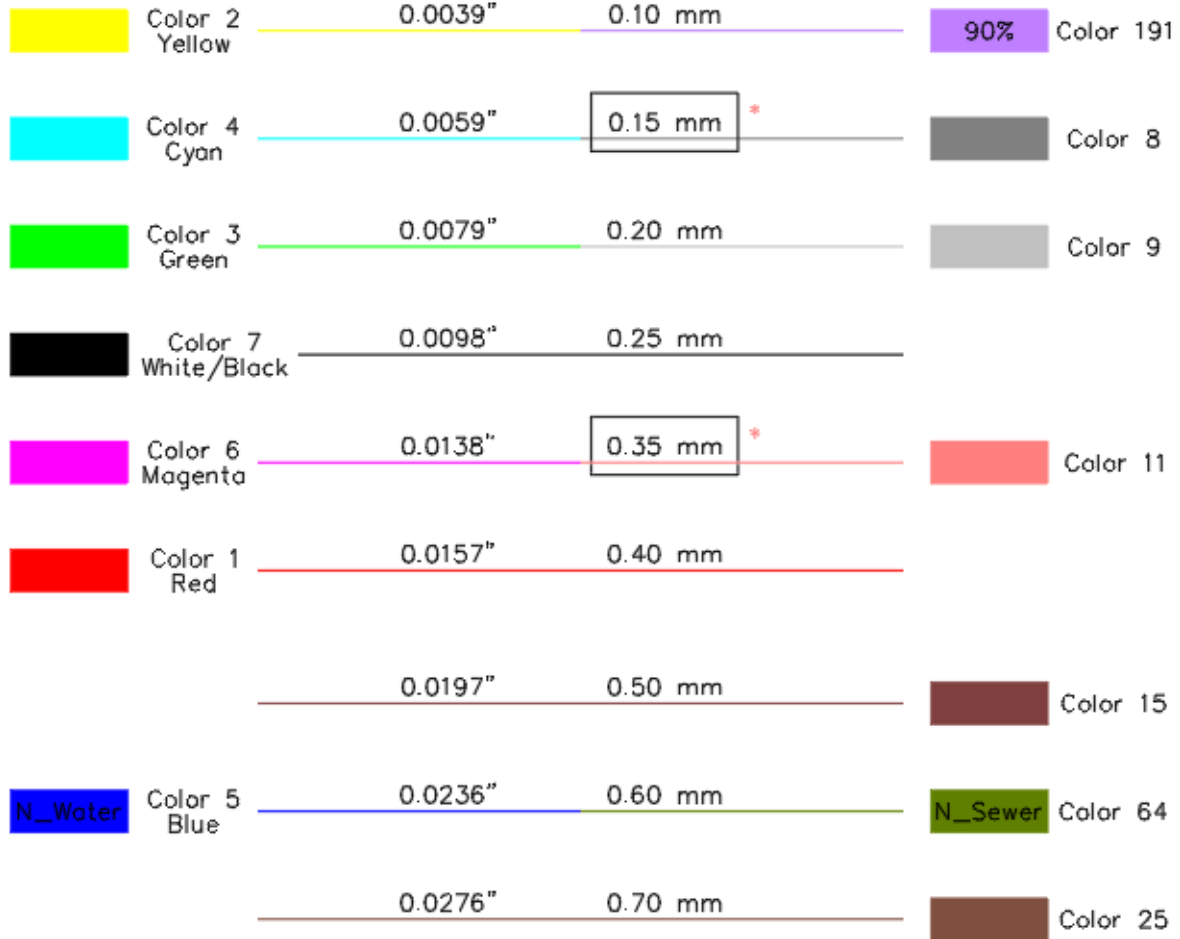 Color 2 0.0039" 0.10 mm 90% Color 191
Yellow
Color 4 0.0059" 0.15 mm * Color 8
Cyan
Color 3 0.0079" 0.20 mm Color 9
Green
Color 7 0.0098" 0.25 mm
White/Black
Color 6 0.0138" 0.35 mm * Color 11
Magenta
Color 1 0.0157" 0.40 mm
Red
0.0197" 0.50 mm Color 15
N_Water Color 5 0.0236" 0.60 mm N_Sewer Color 64
Blue
0.0276" 0.70 mm Color 25